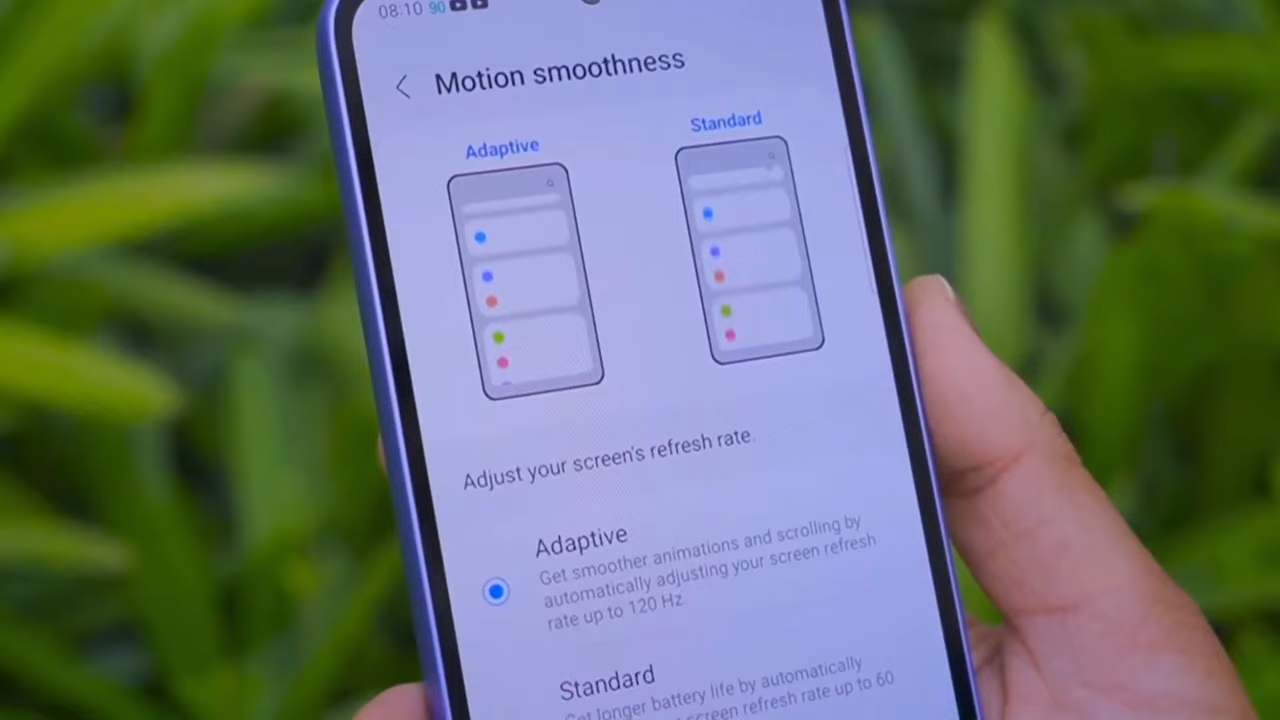 08:10 90
Motion smoothness
Adaptive
Standard
Adjust your screen's refresh rate.
Adaptive
Get smoother animations and scrolling by
automatically adjusting your screen refresh
rate up to 120 Hz
Standard
Get longer battery life by automatically
screen refresh rate up to 60